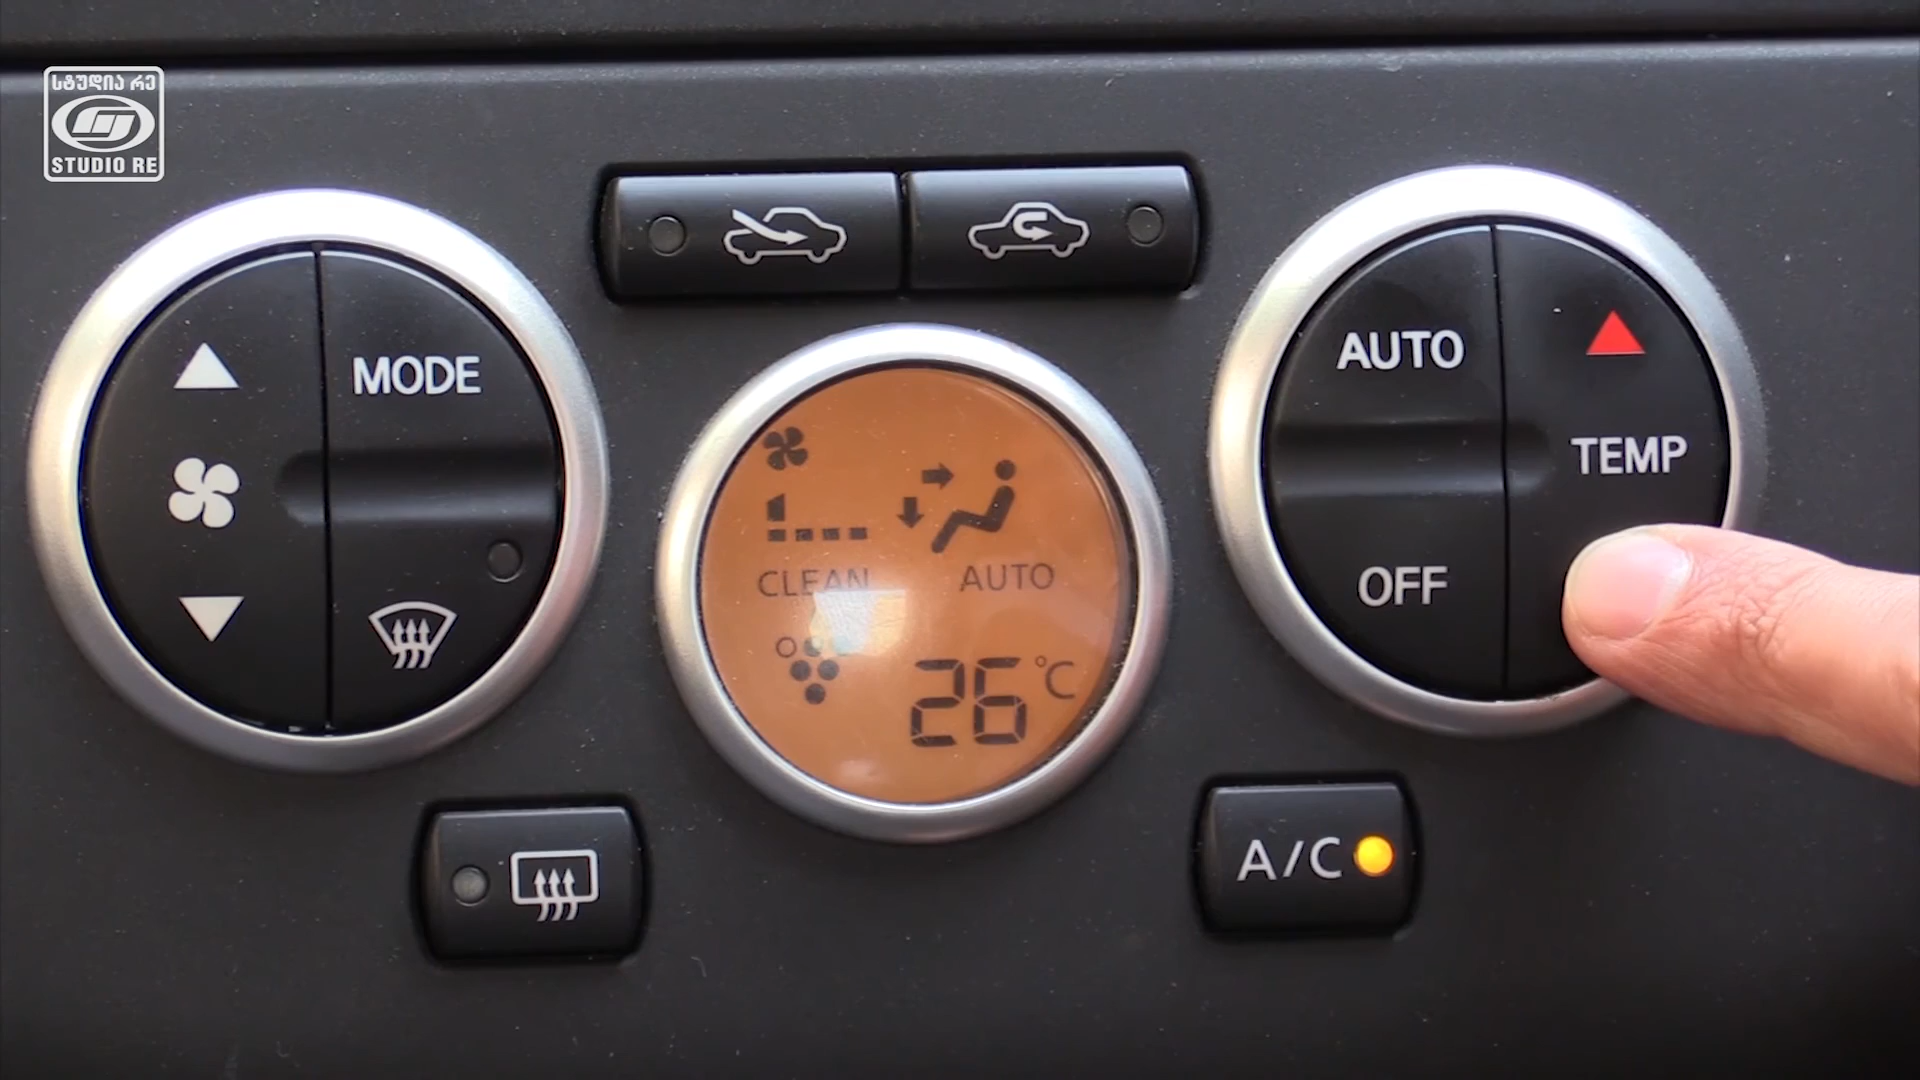 სტუდია რე
STUDIO RE
MODE
AUTO
TEMP
OFF
CLEAN
AUTO
26°C
A/C